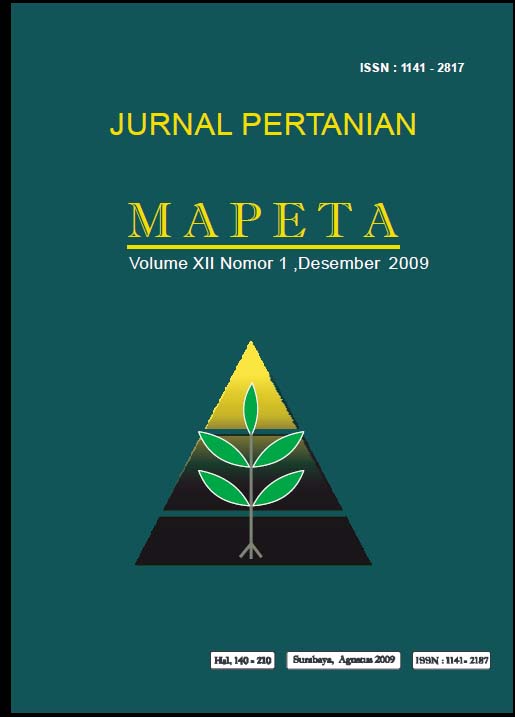 ISSN : 1141 - 2817
JURNAL PERTANIAN
MAPETA
Volume XII Nomor 1 ,Desember 2009
Hal, 140 - 210
Surabaya, Agustus 2009
ISSN : 1141- 2187